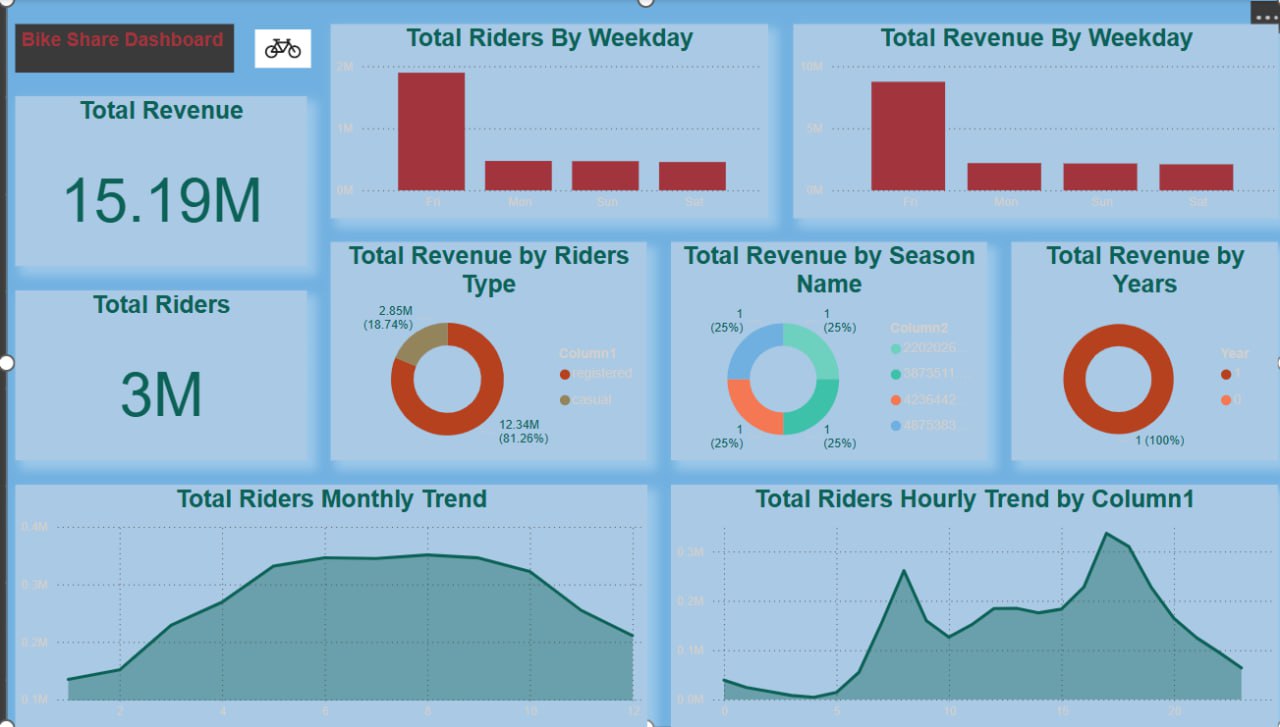 Bike Share Dashboard
Total Revenue
15.19M
Total Riders
3M
Total Riders By Weekday
2M
1M
0M
Fri Mon Sun Sat
Total Revenue By Weekday
10M
5M
0M
Fri Mon Sun Sat
Total Revenue by Riders
Type
2.85M
(18.74%)
12.34M
(81.26%)
Column1
registered
casual
Total Revenue by Season
Name
1
(25%)
1
(25%)
1
(25%)
1
(25%)
Column2
2202026...
3873511...
4236442...
4875363...
Total Revenue by
Years
1 (100%)
Year
1
0
Total Riders Monthly Trend
0.4M
0.3M
0.2M
0.1M
2 4 6 8 10 12
Total Riders Hourly Trend by Column1
0.3M
0.2M
0.1M
0.0M
0 5 10 15 20